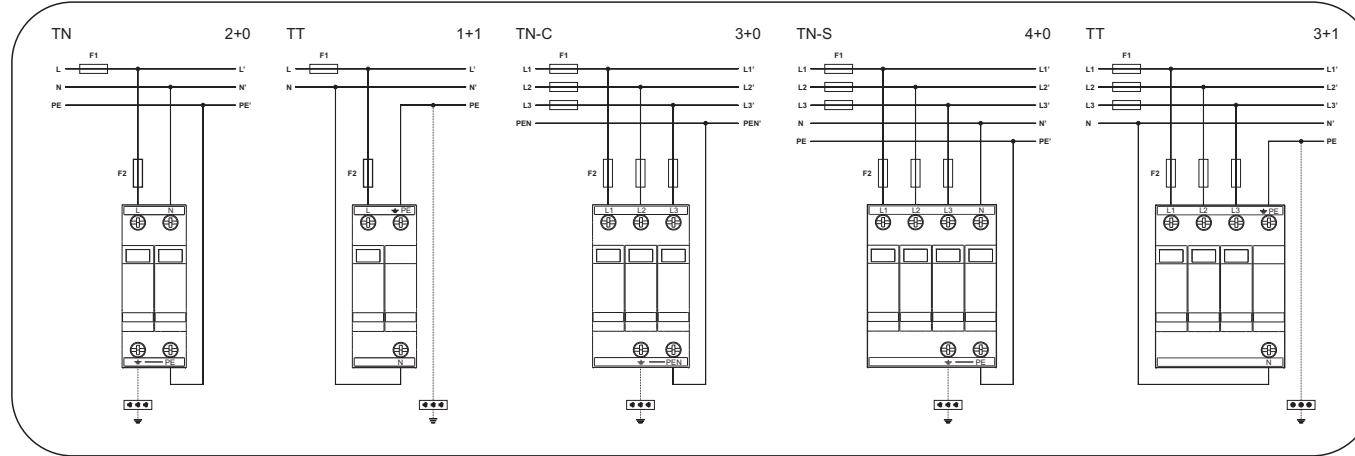 TN 2+0
F1
L L'
N N'
PE PE'
F2
L N
PE
TT 1+1
F1
L L'
N N'
PE
F2
L PE
N
TN-C 3+0
F1
L1 L1'
L2 L2'
L3 L3'
PEN PEN'
F2
L1 L2 L3
PEN
TN-S 4+0
F1
L1 L1'
L2 L2'
L3 L3'
N N'
PE PE'
F2
L1 L2 L3 N
PE
TT 3+1
F1
L1 L1'
L2 L2'
L3 L3'
N N'
PE
F2
L1 L2 L3 PE
N